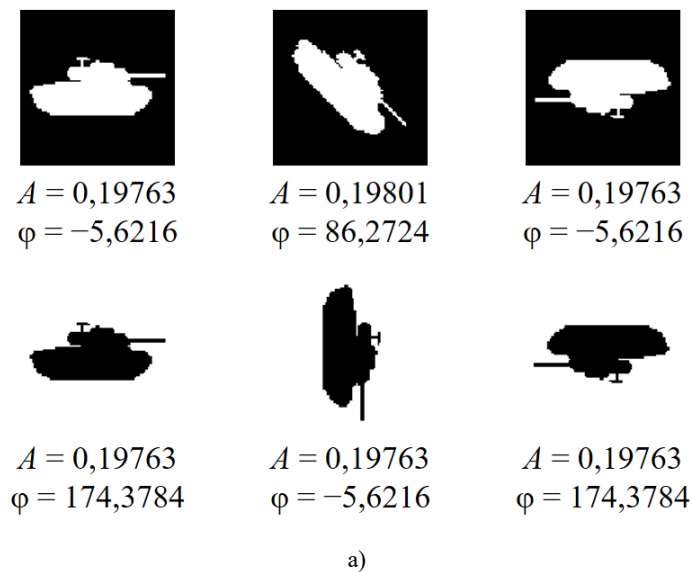 A = 0,19763 A = 0,19801 A = 0,19763
φ = −5,6216 φ = 86,2724 φ = −5,6216
A = 0,19763 A = 0,19763 A = 0,19763
φ = 174,3784 φ = −5,6216 φ = 174,3784
a)